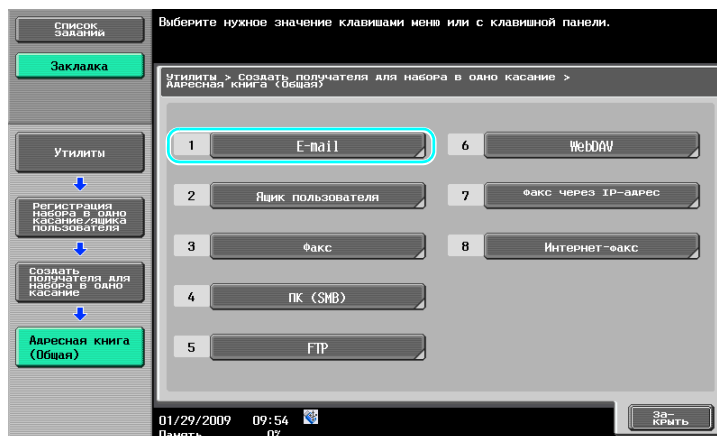 Список
заданий
Закладка
Утилиты
Регистрация
набора в одно
касание/ящика
пользователя
Создать
получателя для
набора в одно
касание
Адресная книга
(Общая)
Выберите нужное значение клавишами меню или с клавишной панели.
Утилиты > Создать получателя для набора в одно касание >
Адресная книга (Общая)
1 E-mail
2 Ящик пользователя
3 Факс
4 ПК (SMB)
5 FTP
6 WebDAV
7 Факс через IP-адрес
8 Интернет-факс
01/29/2009 09:54
Память 0%
За-
крыть